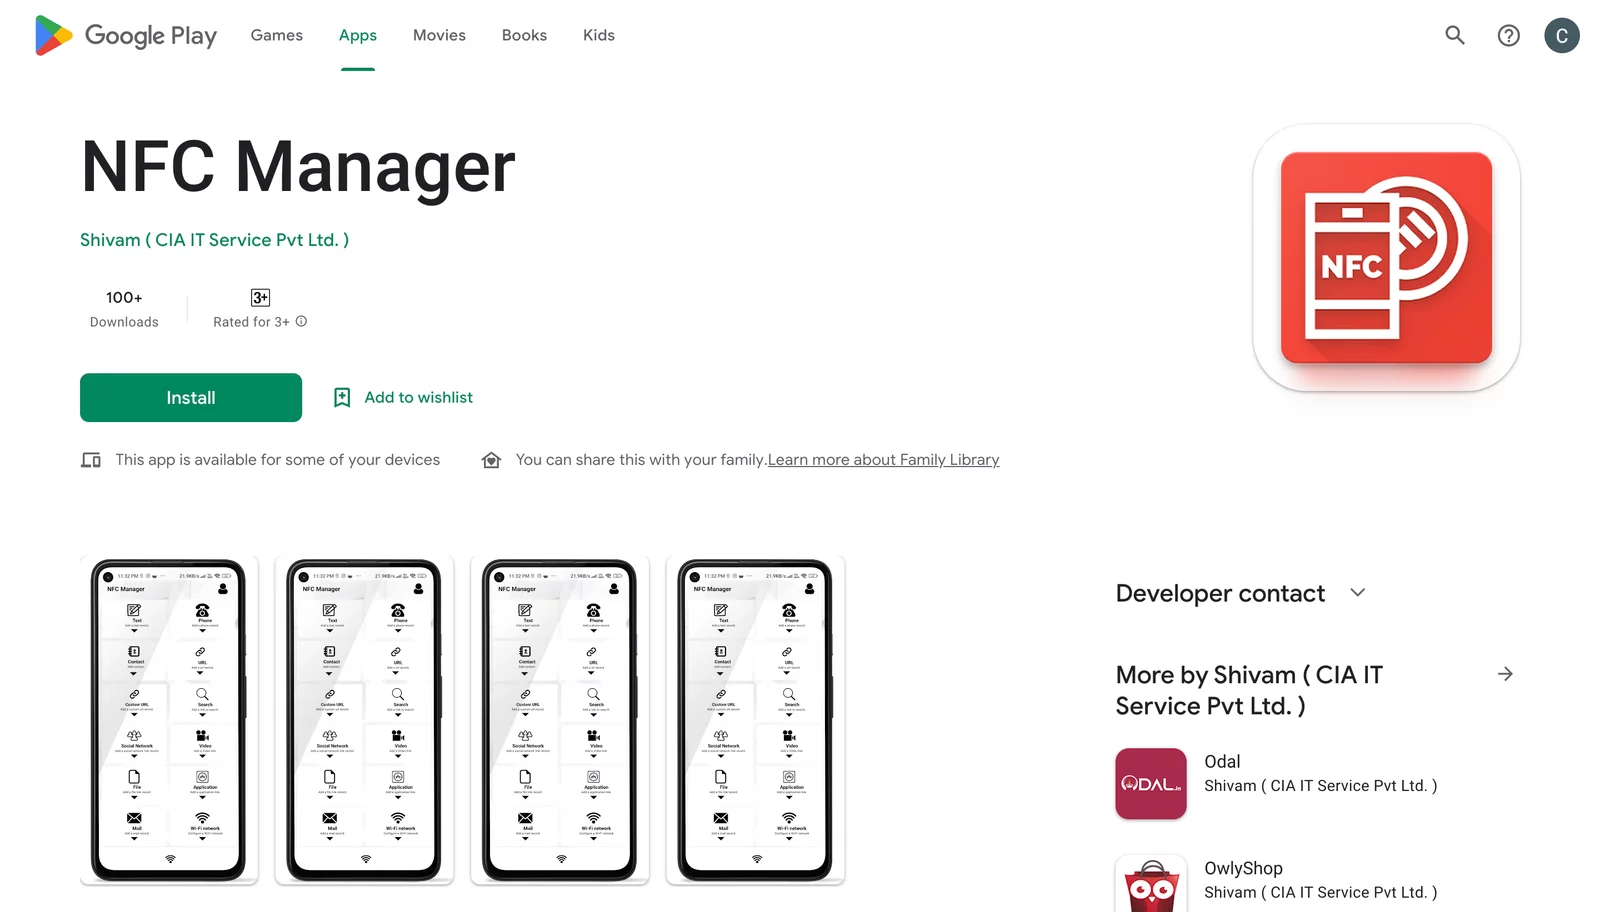 Google Play
Games
Apps
Movies
Books
Kids
C
NFC Manager
Shivam ( CIA IT Service Pvt Ltd. )
100+
Downloads
3+
Rated for 3+
Install
Add to wishlist
This app is available for some of your devices
You can share this with your family.Learn more about Family Library
NFC
NFC Manager
Text
Phone
Contact
URL
Custom URL
Search
Social Network
Video
File
Application
Mail
Wi-Fi network
NFC Manager
Text
Phone
Contact
URL
Custom URL
Search
Social Network
Video
File
Application
Mail
Wi-Fi network
NFC Manager
Text
Phone
Contact
URL
Custom URL
Search
Social Network
Video
File
Application
Mail
Wi-Fi network
NFC Manager
Text
Phone
Contact
URL
Custom URL
Search
Social Network
Video
File
Application
Mail
Wi-Fi network
Developer contact
More by Shivam ( CIA IT
Service Pvt Ltd. )
ODAL.in
Odal
Shivam ( CIA IT Service Pvt Ltd. )
OwlyShop
Shivam ( CIA IT Service Pvt Ltd. )